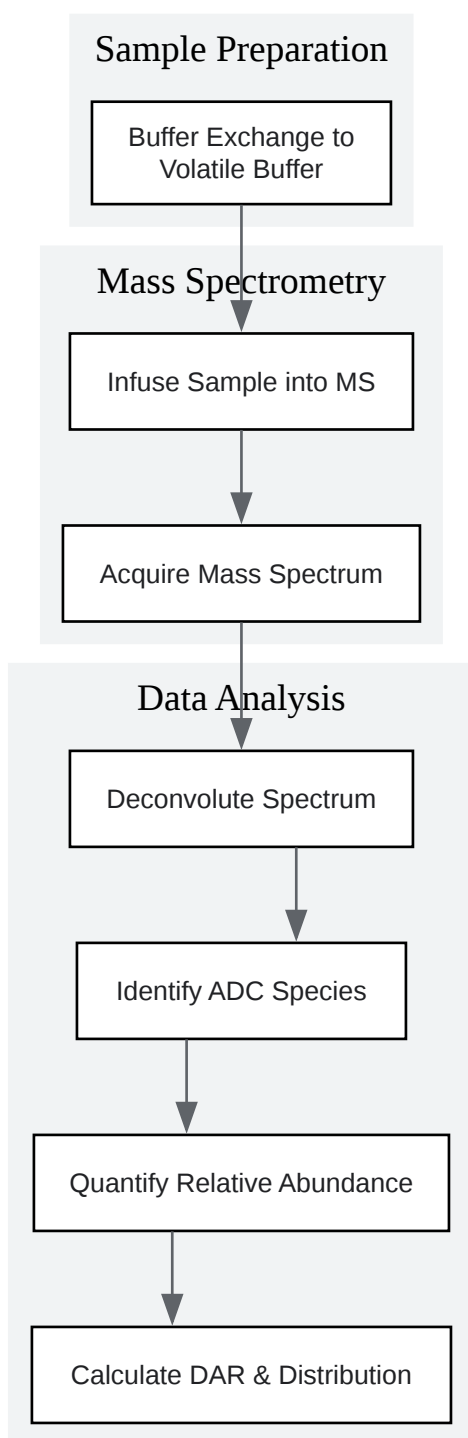 Sample Preparation
Buffer Exchange to
Volatile Buffer
Mass Spectrometry
Infuse Sample into MS
Acquire Mass Spectrum
Data Analysis
Deconvolute Spectrum
Identify ADC Species
Quantify Relative Abundance
Calculate DAR & Distribution